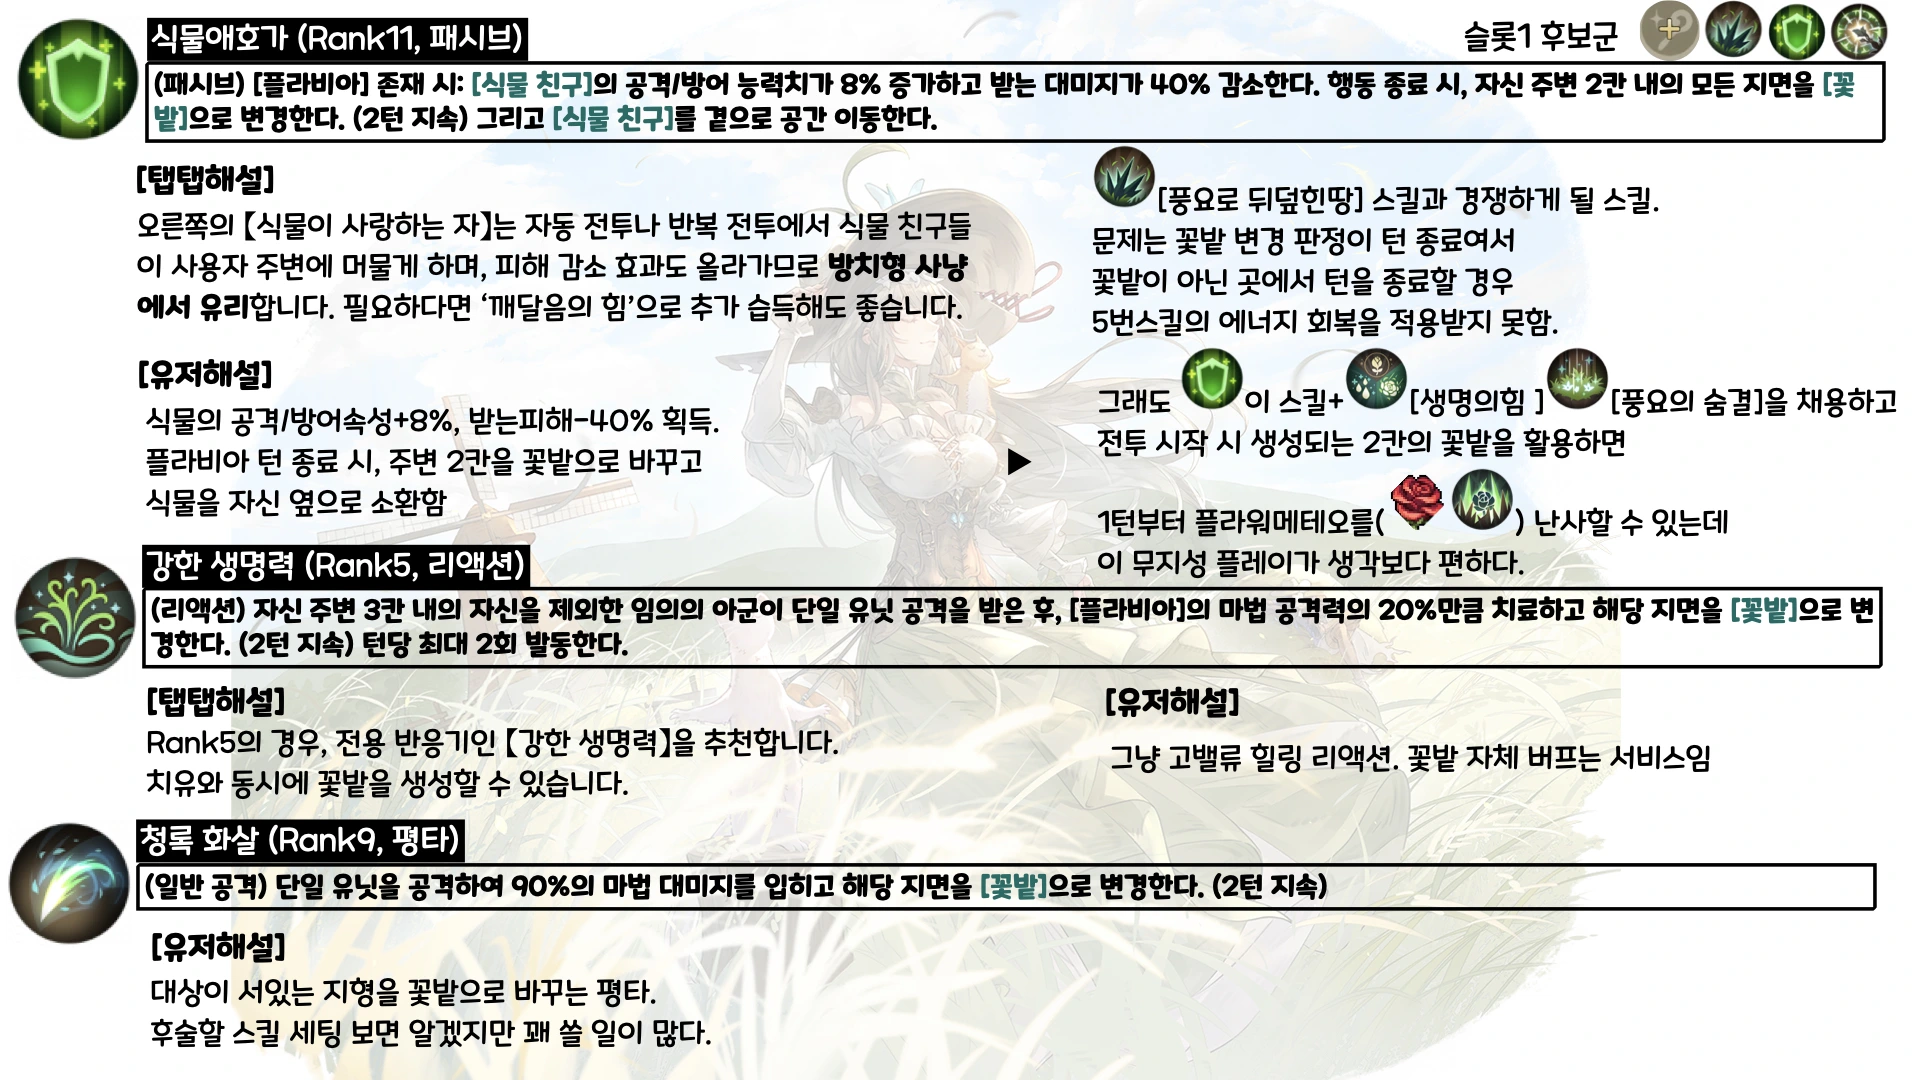 식물애호가 (Rank11, 패시브)
슬롯1 후보군
(패시브) [플라비아] 존재 시: [식물 친구]의 공격/방어 능력치가 8% 증가하고 받는 대미지가 40% 감소한다. 행동 종료 시, 자신 주변 2칸 내의 모든 지면을 [꽃
밭]으로 변경한다. (2턴 지속) 그리고 [식물 친구]를 곁으로 공간 이동한다.
[탭탭해설]
오른쪽의 【식물이 사랑하는 자】는 자동 전투나 반복 전투에서 식물 친구들
이 사용자 주변에 머물게 하며, 피해 감소 효과도 올라가므로 방치형 사냥
에서 유리합니다. 필요하다면 ‘깨달음의 힘’으로 추가 습득해도 좋습니다.
[유저해설]
식물의 공격/방어속성+8%, 받는피해-40% 획득.
플라비아 턴 종료 시, 주변 2칸을 꽃밭으로 바꾸고
식물을 자신 옆으로 소환함
[풍요로 뒤덮힌땅] 스킬과 경쟁하게 될 스킬.
문제는 꽃밭 변경 판정이 턴 종료여서
꽃밭이 아닌 곳에서 턴을 종료할 경우
5번스킬의 에너지 회복을 적용받지 못함.
그래도 이 스킬+ [생명의힘 ] [풍요의 숨결]을 채용하고
전투 시작 시 생성되는 2칸의 꽃밭을 활용하면
1턴부터 플라워메테오를( ) 난사할 수 있는데
이 무지성 플레이가 생각보다 편하다.
강한 생명력 (Rank5, 리액션)
(리액션) 자신 주변 3칸 내의 자신을 제외한 임의의 아군이 단일 유닛 공격을 받은 후, [플라비아]의 마법 공격력의 20%만큼 치료하고 해당 지면을 [꽃밭]으로 변
경한다. (2턴 지속) 턴당 최대 2회 발동한다.
[탭탭해설]
Rank5의 경우, 전용 반응기인 【강한 생명력】을 추천합니다.
치유와 동시에 꽃밭을 생성할 수 있습니다.
[유저해설]
그냥 고밸류 힐링 리액션. 꽃밭 자체 버프는 서비스임
청록 화살 (Rank9, 평타)
(일반 공격) 단일 유닛을 공격하여 90%의 마법 대미지를 입히고 해당 지면을 [꽃밭]으로 변경한다. (2턴 지속)
[유저해설]
대상이 서있는 지형을 꽃밭으로 바꾸는 평타.
후술할 스킬 세팅 보면 알겠지만 꽤 쓸 일이 많다.